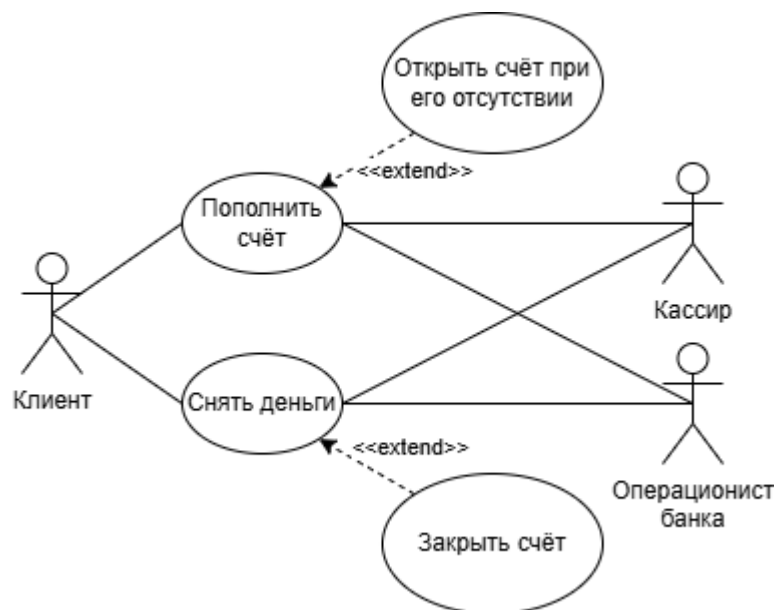 Открыть счёт при
его отсутствии
<<extend>>
Пополнить
счёт
Кассир
Клиент
Снять деньги
<<extend>>
Операционист
банка
Закрыть счёт